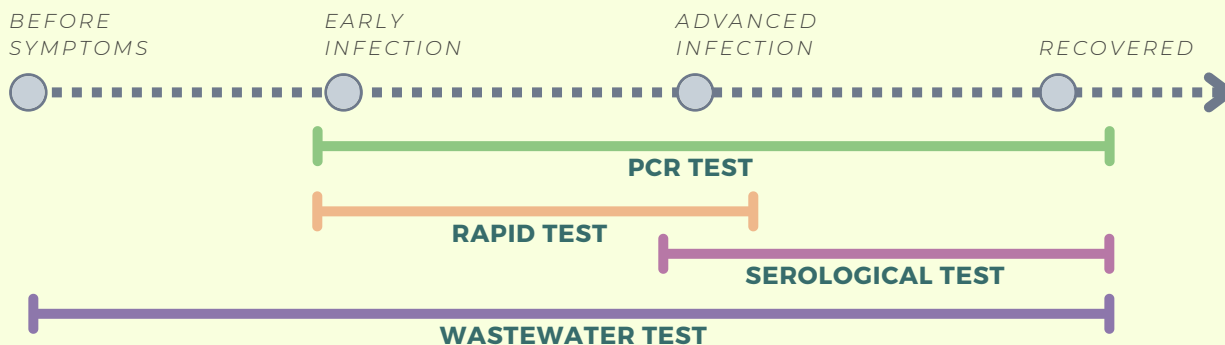 BEFORE
SYMPTOMS
EARLY
INFECTION
ADVANCED
INFECTION
RECOVERED
PCR TEST
RAPID TEST
SEROLOGICAL TEST
WASTEWATER TEST